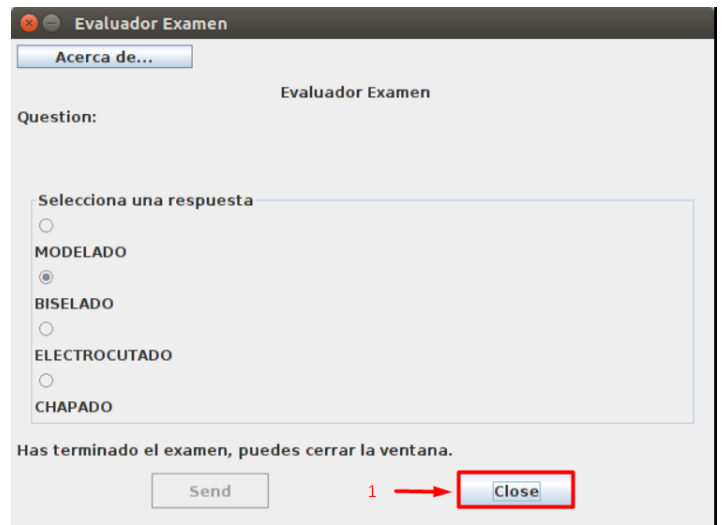 Evaluador Examen
Acerca de...
Evaluador Examen
Question:
Selecciona una respuesta
MODELADO
BISELADO
ELECTROCUTADO
CHAPADO
Has terminado el examen, puedes cerrar la ventana.
Send
1
Close